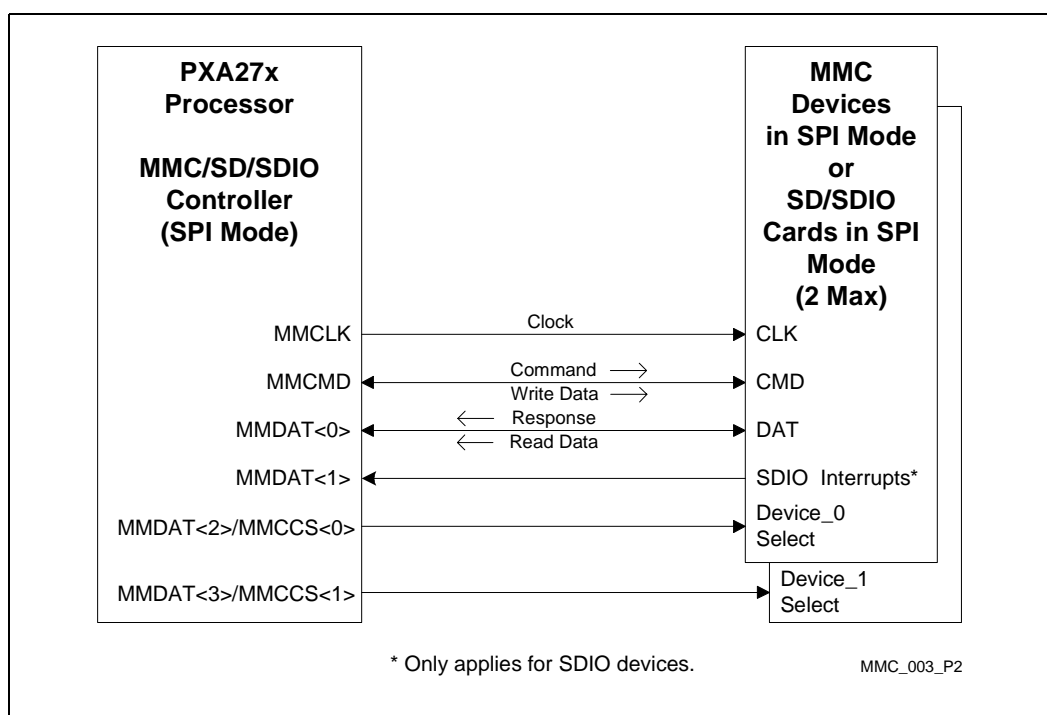 PXA27x
Processor
MMC/SD/SDIO
Controller
(SPI Mode)
MMC
Devices
in SPI Mode
or
SD/SDIO
Cards in SPI
Mode
(2 Max)
MMCLK
Clock
CLK
MMCMD
Command
Write Data
CMD
MMDAT<0>
Response
Read Data
DAT
MMDAT<1>
SDIO Interrupts*
MMDAT<2>/MMCCS<0>
Device_0
Select
MMDAT<3>/MMCCS<1>
Device_1
Select
* Only applies for SDIO devices.
MMC_003_P2